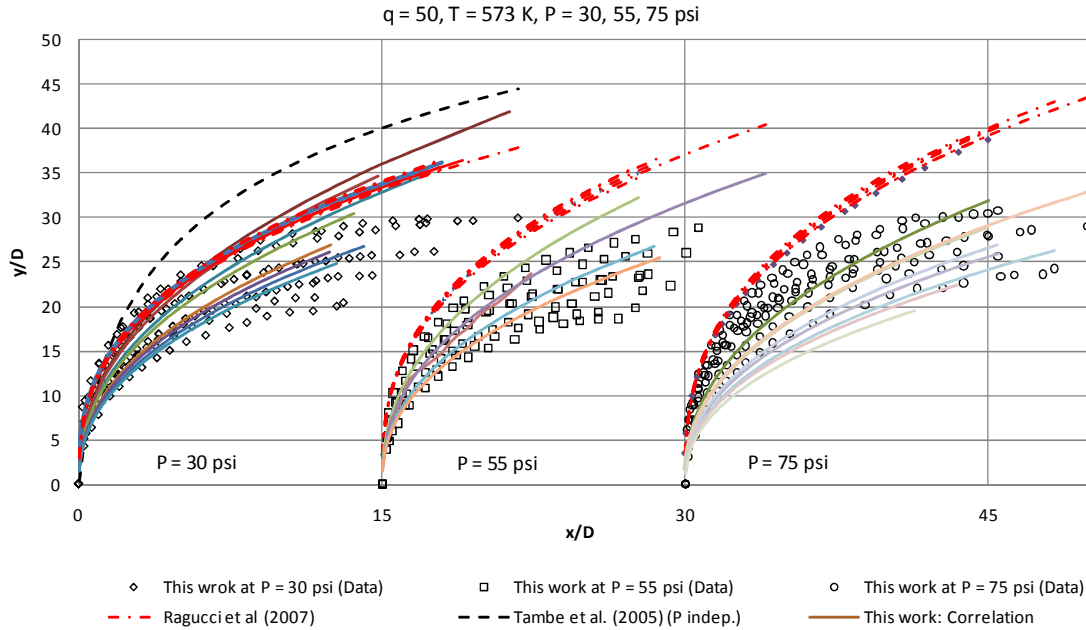 q = 50, T = 573 K, P = 30, 55, 75 psi
50
45
40
35
30
25
20
15
10
5
0
y/D
P = 30 psi
P = 55 psi
P = 75 psi
0
15
30
45
x/D
This wrok at P = 30 psi (Data)
This work at P = 55 psi (Data)
This work at P = 75 psi (Data)
Ragucci et al (2007)
Tambe et al. (2005) (P indep.)
This work: Correlation